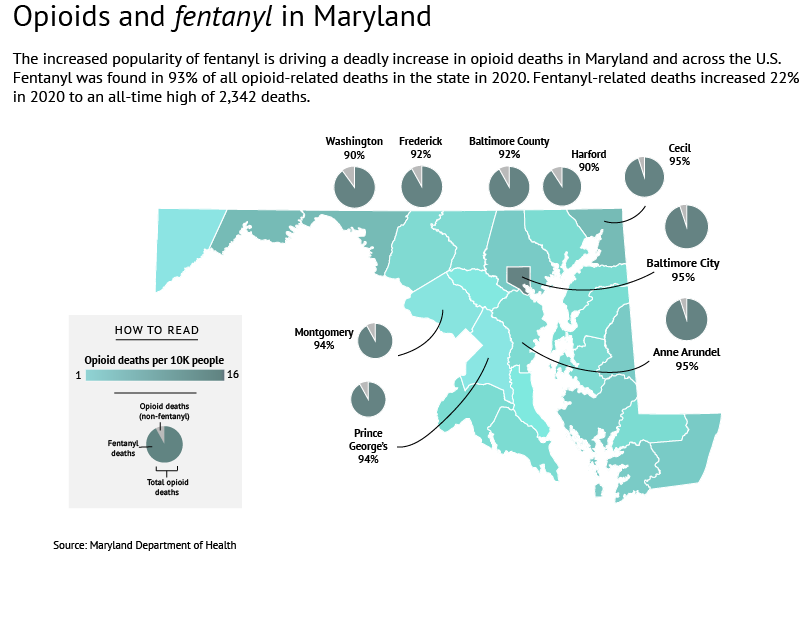 Opioids and fentanyl in Maryland
The increased popularity of fentanyl is driving a deadly increase in opioid deaths in Maryland and across the U.S.
Fentanyl was found in 93% of all opioid-related deaths in the state in 2020. Fentanyl-related deaths increased 22%
in 2020 to an all-time high of 2,342 deaths.
Washington
90%
Frederick
92%
Baltimore County
92%
Harford
90%
Cecil
95%
Baltimore City
95%
Montgomery
94%
Anne Arundel
95%
Prince
George's
94%
HOW TO READ
Opioid deaths per 10K people
1
16
Opioid deaths
(non-fentanyl)
Fentanyl
deaths
Total opioid
deaths
Source: Maryland Department of Health